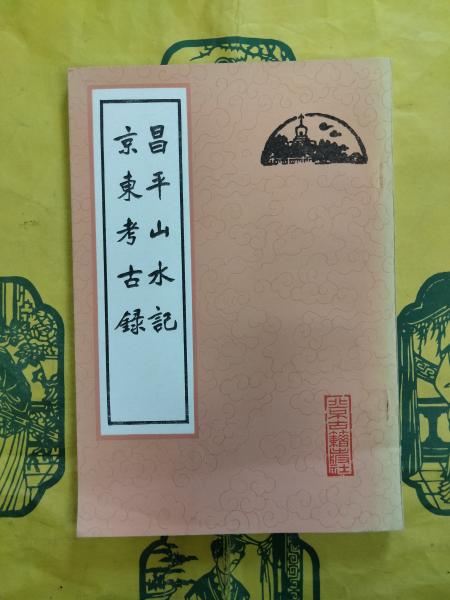 昌平山水記
京東考古録
北京古籍出版社